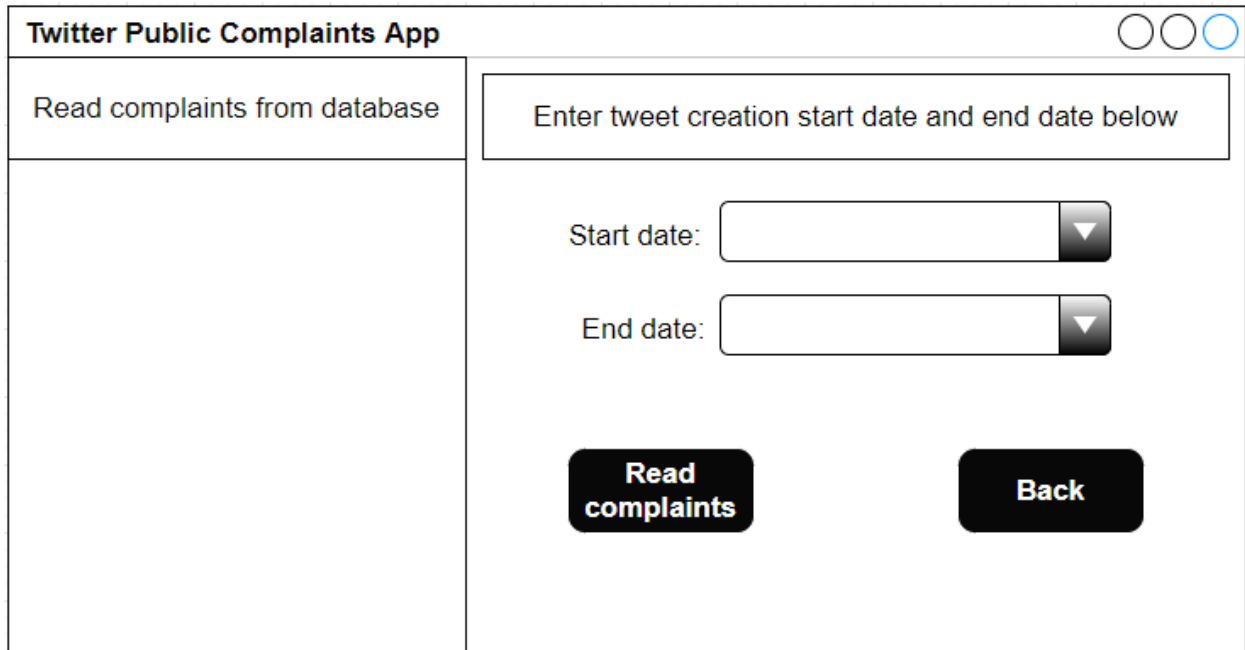 Twitter Public Complaints App
Read complaints from database
Enter tweet creation start date and end date below
Start date:
End date:
Read
complaints
Back